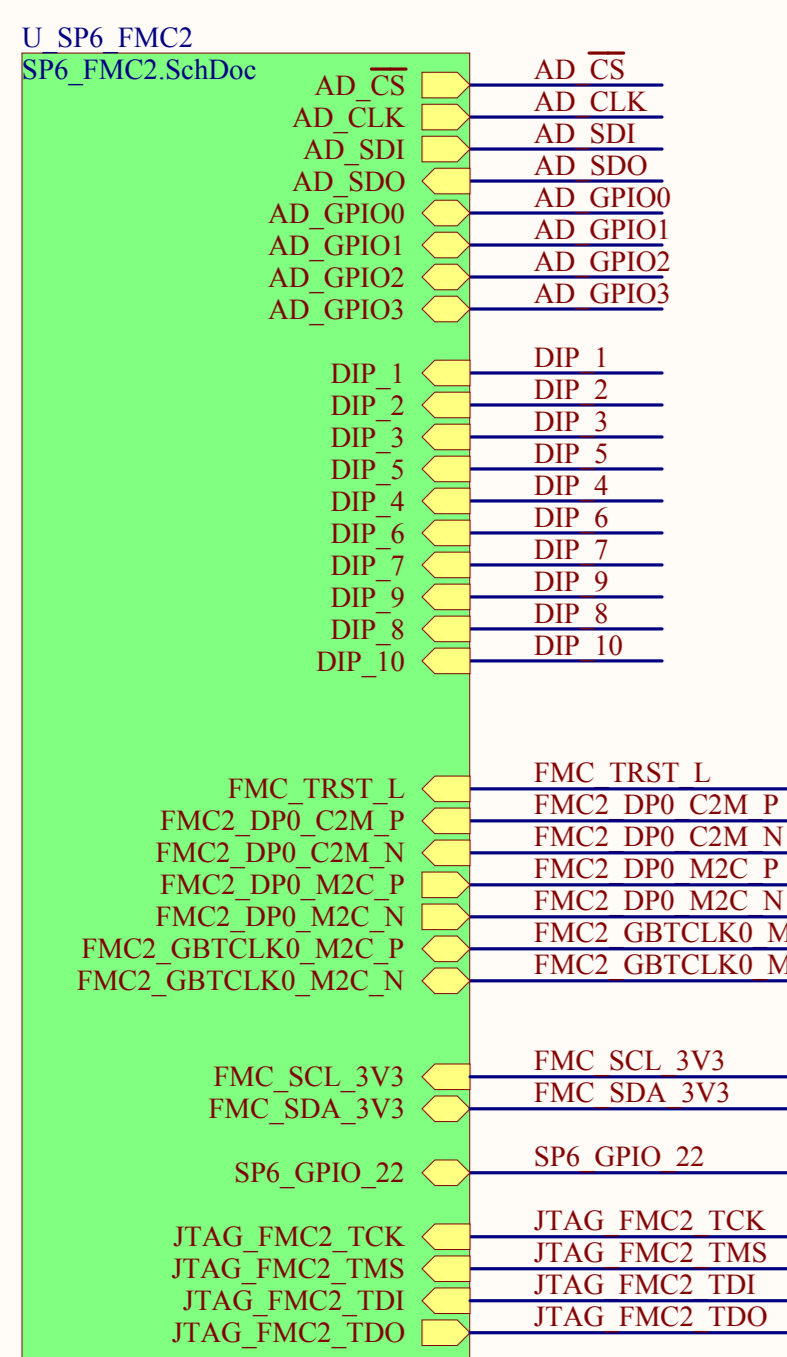 U_SP6_FMC2
SP6_FMC2.SchDoc
AD_CS AD_CS
AD_CLK AD_CLK
AD_SDI AD_SDI
AD_SDO AD_SDO
AD_GPIO0 AD_GPIO0
AD_GPIO1 AD_GPIO1
AD_GPIO2 AD_GPIO2
AD_GPIO3 AD_GPIO3
DIP_1 DIP_1
DIP_2 DIP_2
DIP_3 DIP_3
DIP_5 DIP_5
DIP_4 DIP_4
DIP_6 DIP_6
DIP_7 DIP_7
DIP_9 DIP_9
DIP_8 DIP_8
DIP_10 DIP_10
FMC_TRST_L FMC_TRST_L
FMC2_DP0_C2M_P FMC2_DP0_C2M_P
FMC2_DP0_C2M_N FMC2_DP0_C2M_N
FMC2_DP0_M2C_P FMC2_DP0_M2C_P
FMC2_DP0_M2C_N FMC2_DP0_M2C_N
FMC2_GBTCLK0_M2C_P FMC2_GBTCLK0_M
FMC2_GBTCLK0_M2C_N FMC2_GBTCLK0_M
FMC_SCL_3V3 FMC_SCL_3V3
FMC_SDA_3V3 FMC_SDA_3V3
SP6_GPIO_22 SP6_GPIO_22
JTAG_FMC2_TCK JTAG_FMC2_TCK
JTAG_FMC2_TMS JTAG_FMC2_TMS
JTAG_FMC2_TDI JTAG_FMC2_TDI
JTAG_FMC2_TDO JTAG_FMC2_TDO